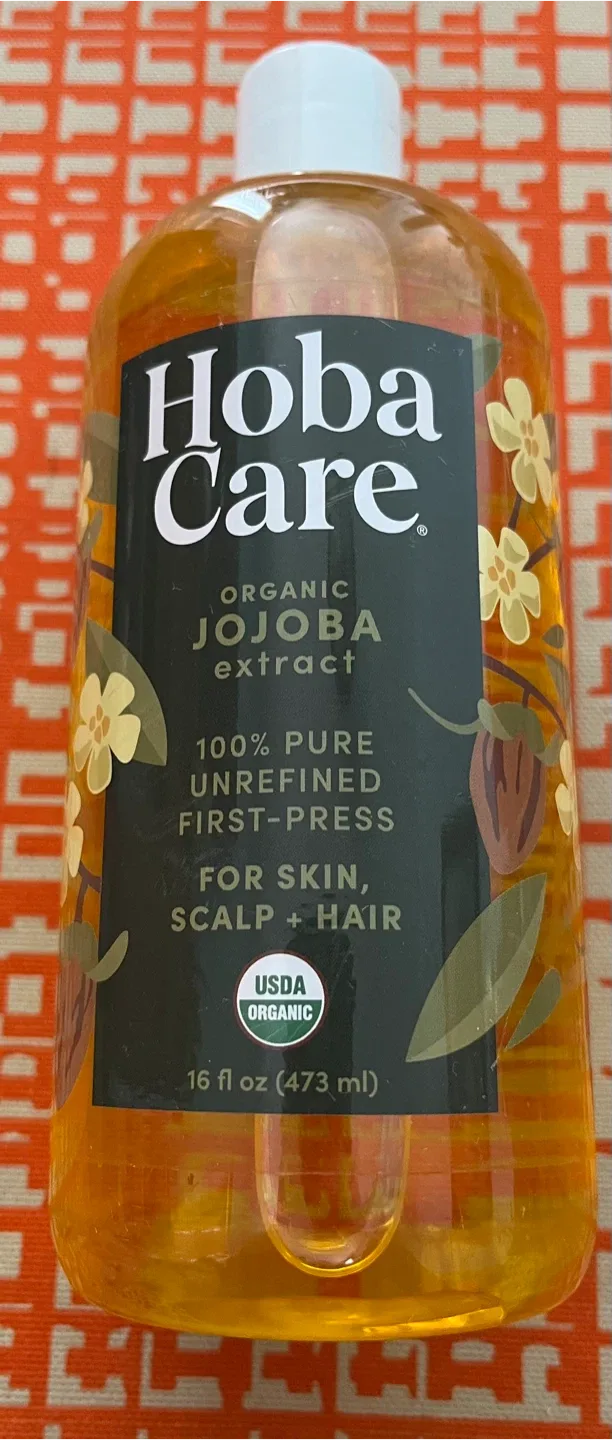 Hoba
Care®
ORGANIC
JOJOBA
extract
100% PURE
UNREFINED
FIRST-PRESS
FOR SKIN,
SCALP + HAIR
USDA
ORGANIC
16 fl oz (473 ml)